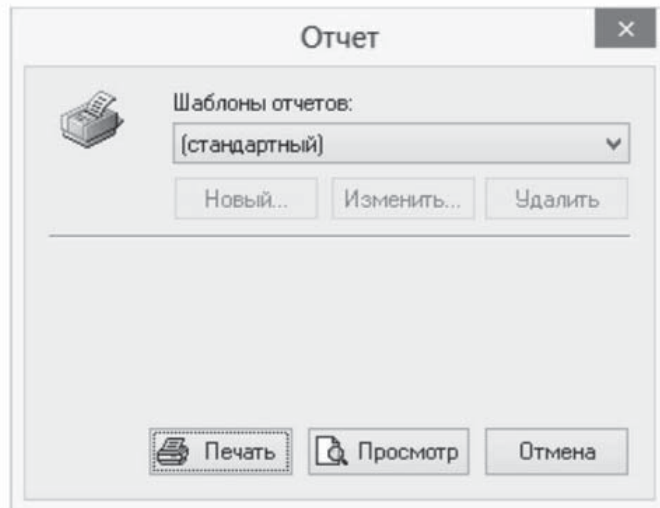 Отчет
Шаблоны отчетов:
(стандартный)
Новый... Изменить... Удалить
Печать Просмотр Отмена